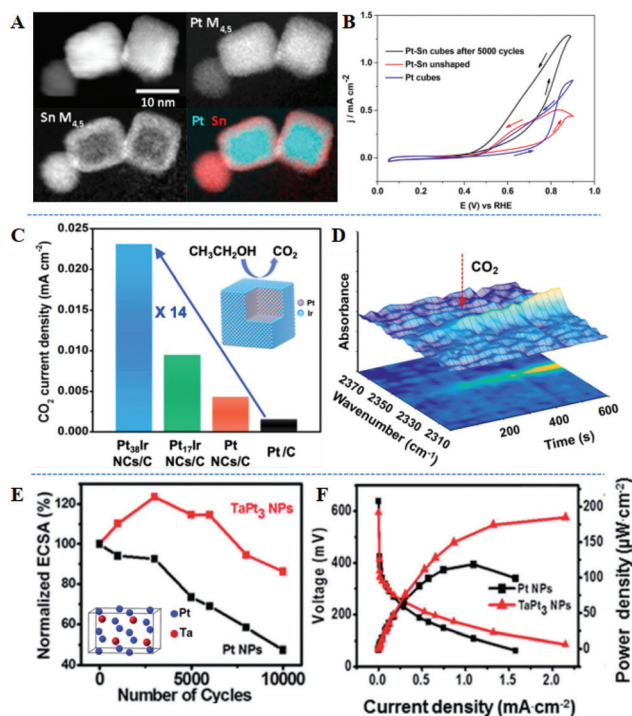 A
Pt M4,5
10 nm
Sn M4,5
Pt Sn
B
Pt-Sn cubes after 5000 cycles
Pt-Sn unshaped
Pt cubes
j / mA cm⁻²
1.5
1.0
0.5
0.0
0.0 0.2 0.4 0.6 0.8 1.0
E (V) vs RHE
C
CO₂ current density (mA cm⁻²)
0.025
0.020
0.015
0.010
0.005
0.000
CH₃CH₂OH CO₂
Pt
Ir
X 14
Pt₃₈Ir NCs/C
Pt₁₇Ir NCs/C
Pt NCs/C
Pt/C
D
CO₂
Absorbance
2370
2350
2330
2310
Wavenumber (cm⁻¹)
200
400
600
Time (s)
E
Normalized ECSA (%)
120
100
80
60
40
TaPt₃ NPs
Pt
Ta
Pt NPs
0 5000 10000
Number of Cycles
F
Voltage (mV)
600
400
200
0
Pt NPs
TaPt₃ NPs
200
150
100
50
0
Power density (μW·cm⁻²)
0.0 0.5 1.0 1.5 2.0
Current density (mA·cm⁻²)